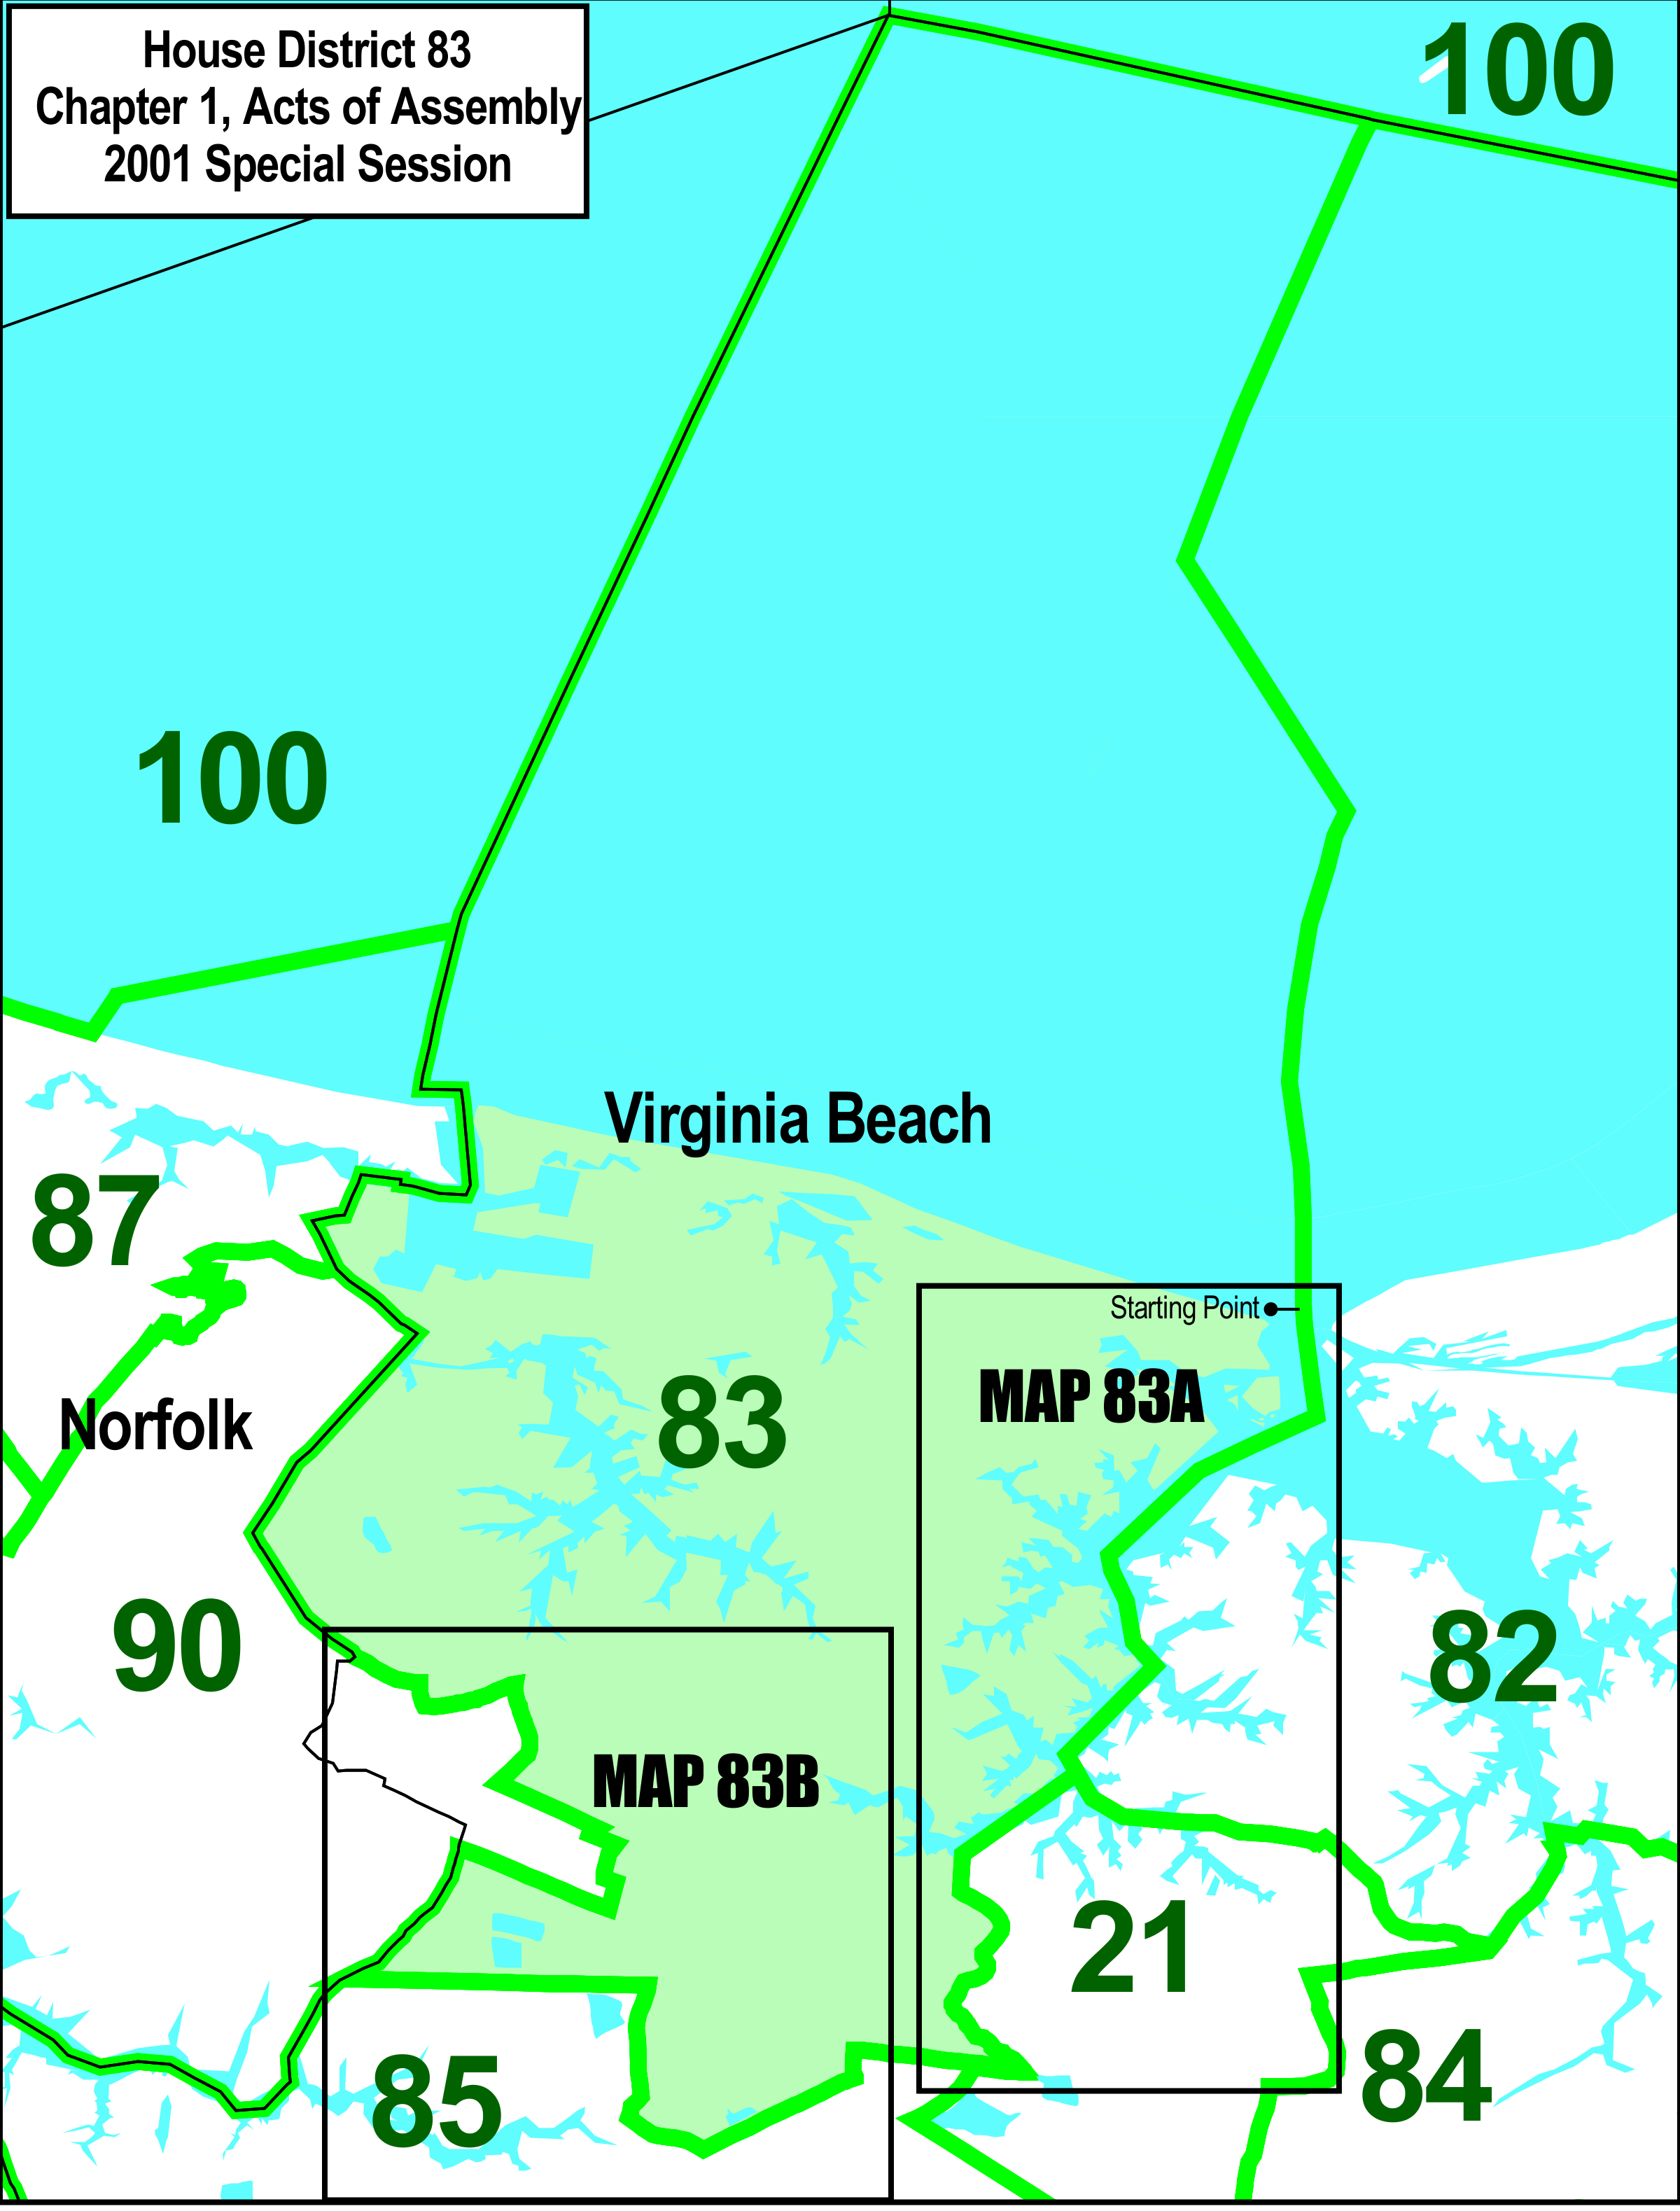 House District 83
Chapter 1, Acts of Assembly
2001 Special Session
100
100
Virginia Beach
87
Starting Point
MAP 83A
83
Norfolk
90
82
MAP 83B
21
85
84